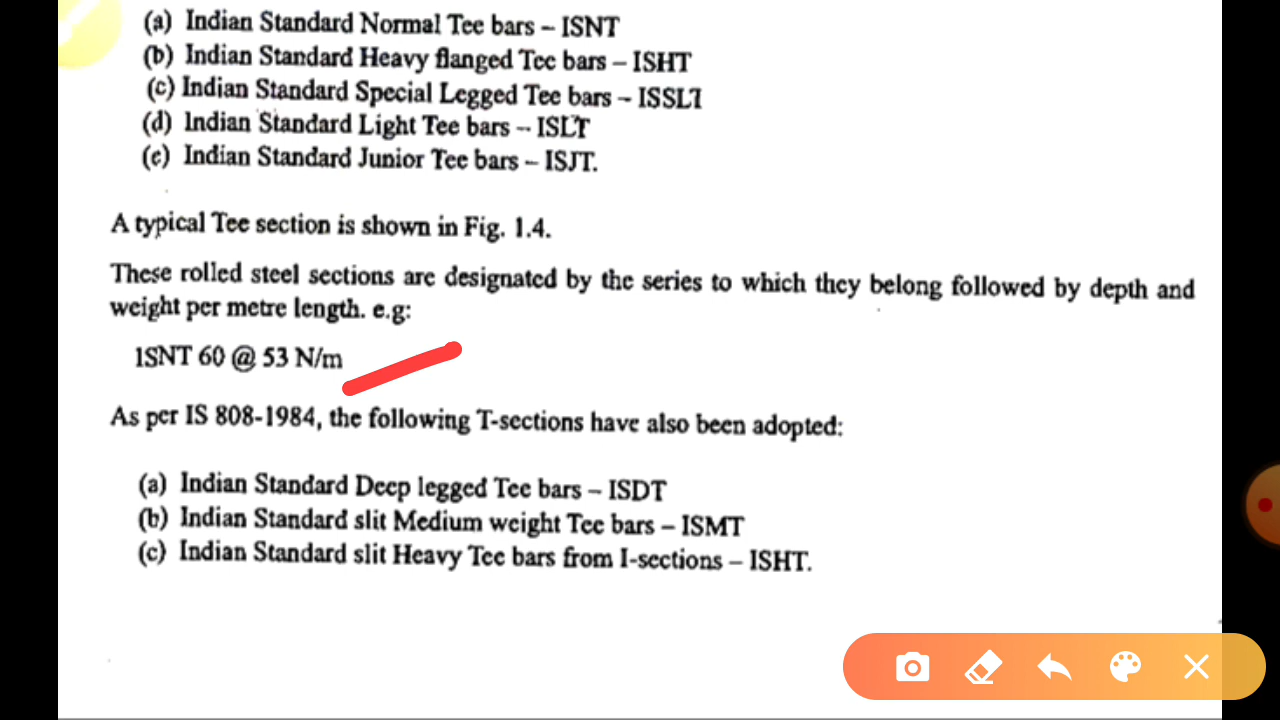 (a) Indian Standard Normal Tee bars – ISNT
(b) Indian Standard Heavy flanged Tee bars – ISHT
(c) Indian Standard Special Legged Tee bars – ISSLT
(d) Indian Standard Light Tee bars -- ISLT
(e) Indian Standard Junior Tee bars – ISJT.
A typical Tee section is shown in Fig. 1.4.
These rolled steel sections are designated by the series to which they belong followed by depth and
weight per metre length. e.g:
ISNT 60 @ 53 N/m
As per IS 808-1984, the following T-sections have also been adopted:
(a) Indian Standard Deep legged Tee bars – ISDT
(b) Indian Standard slit Medium weight Tee bars – ISMT
(c) Indian Standard slit Heavy Tee bars from I-sections – ISHT.